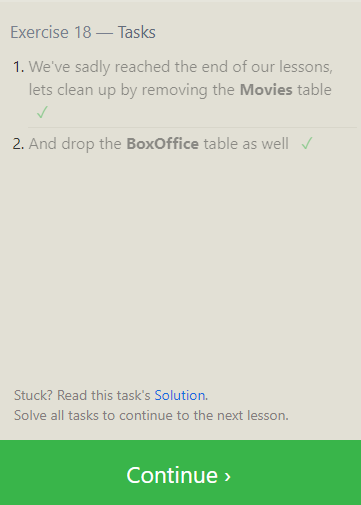 Exercise 18 — Tasks
1. We've sadly reached the end of our lessons,
lets clean up by removing the Movies table
✓
2. And drop the BoxOffice table as well ✓
Stuck? Read this task's Solution.
Solve all tasks to continue to the next lesson.
Continue ›